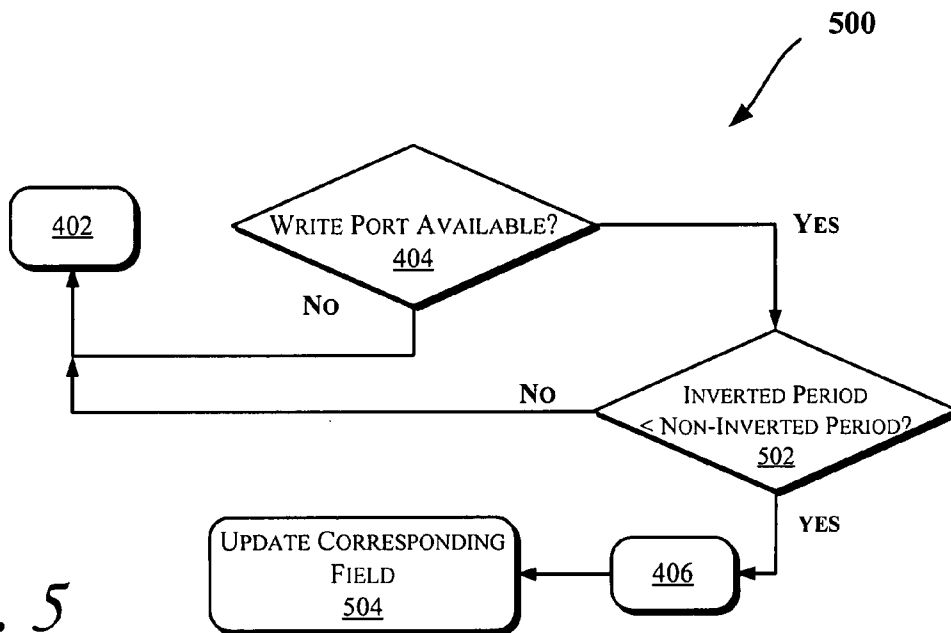 500
402
WRITE PORT AVAILABLE?
404
YES
NO
NO
INVERTED PERIOD
< NON-INVERTED PERIOD?
502
YES
UPDATE CORRESPONDING
FIELD
504
406
. 5